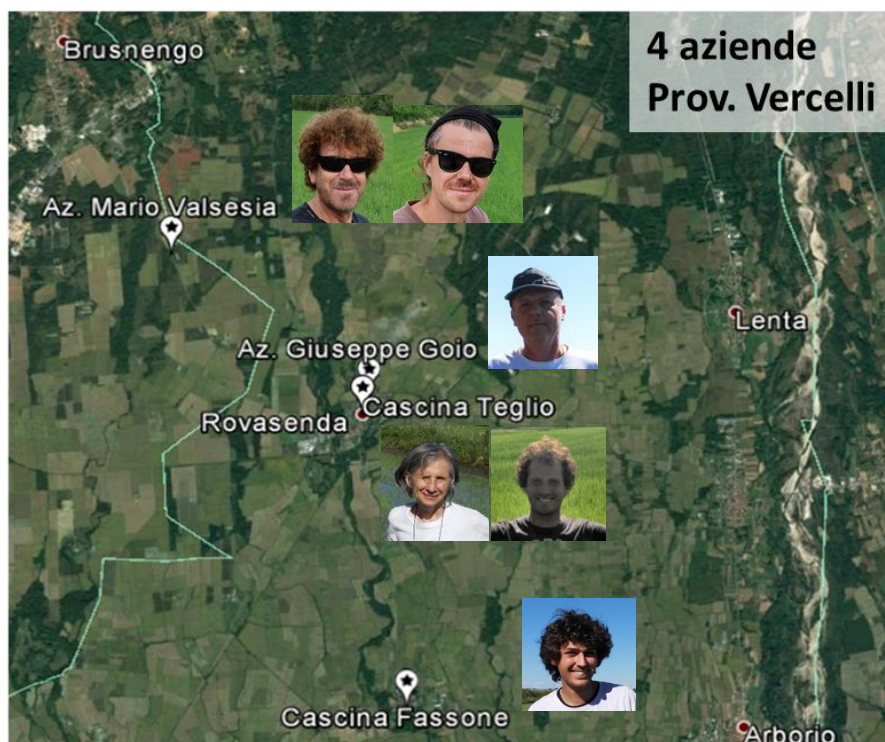 4 aziende
Prov. Vercelli
Brusnengo
Az. Mario Valsesia
Lenta
Az. Giuseppe Goio
Cascina Teglio
Rovasenda
Cascina Fassone
Arborio